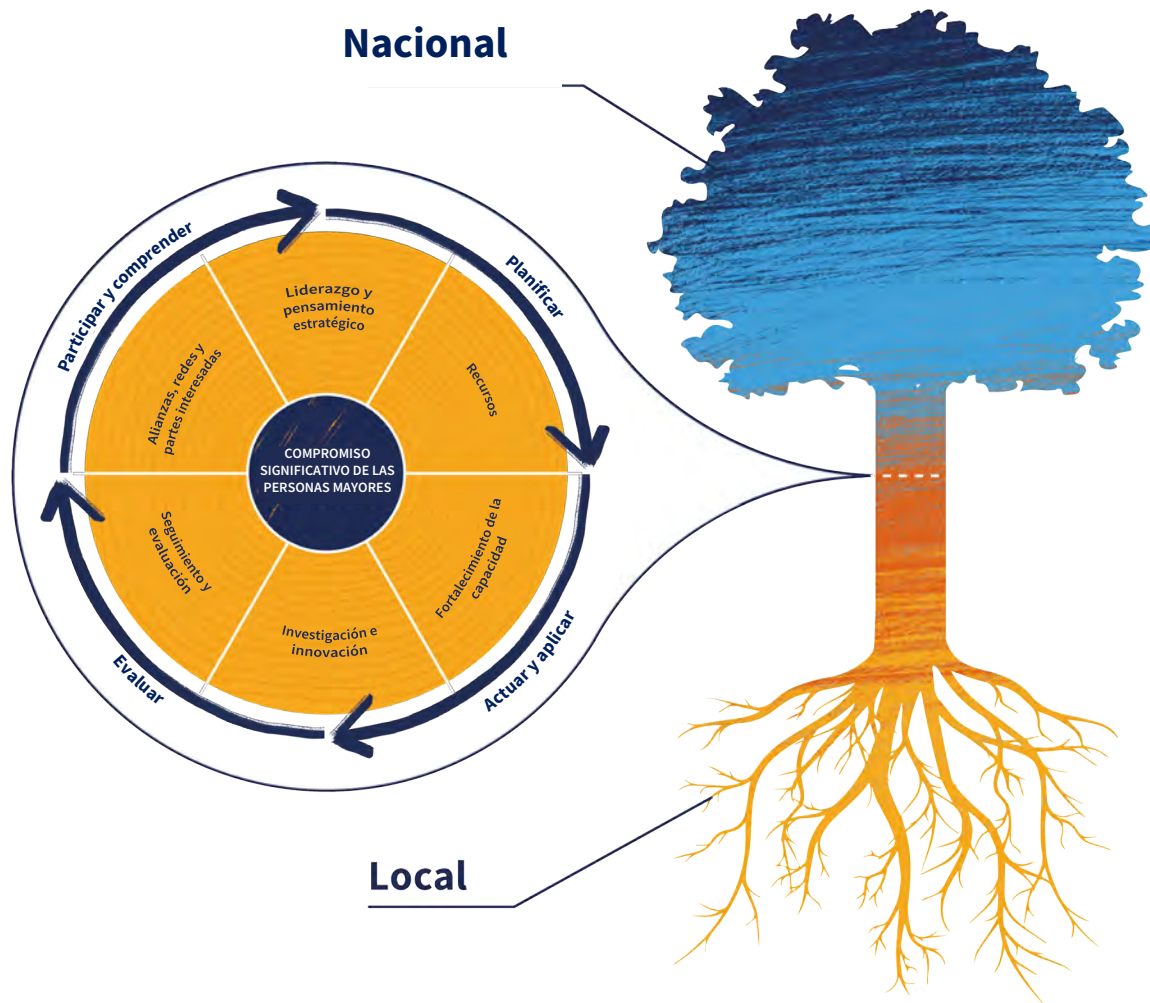 Nacional
Participar y comprender
Planificar
Liderazgo y
pensamiento
estratégico
Alianzas, redes y
partes interesadas
Recursos
COMPROMISO
SIGNIFICATIVO DE LAS
PERSONAS MAYORES
Seguimiento y
evaluación
Fortalecimiento de la
capacidad
Investigación e
innovación
Evaluar
Actuar y aplicar
Local